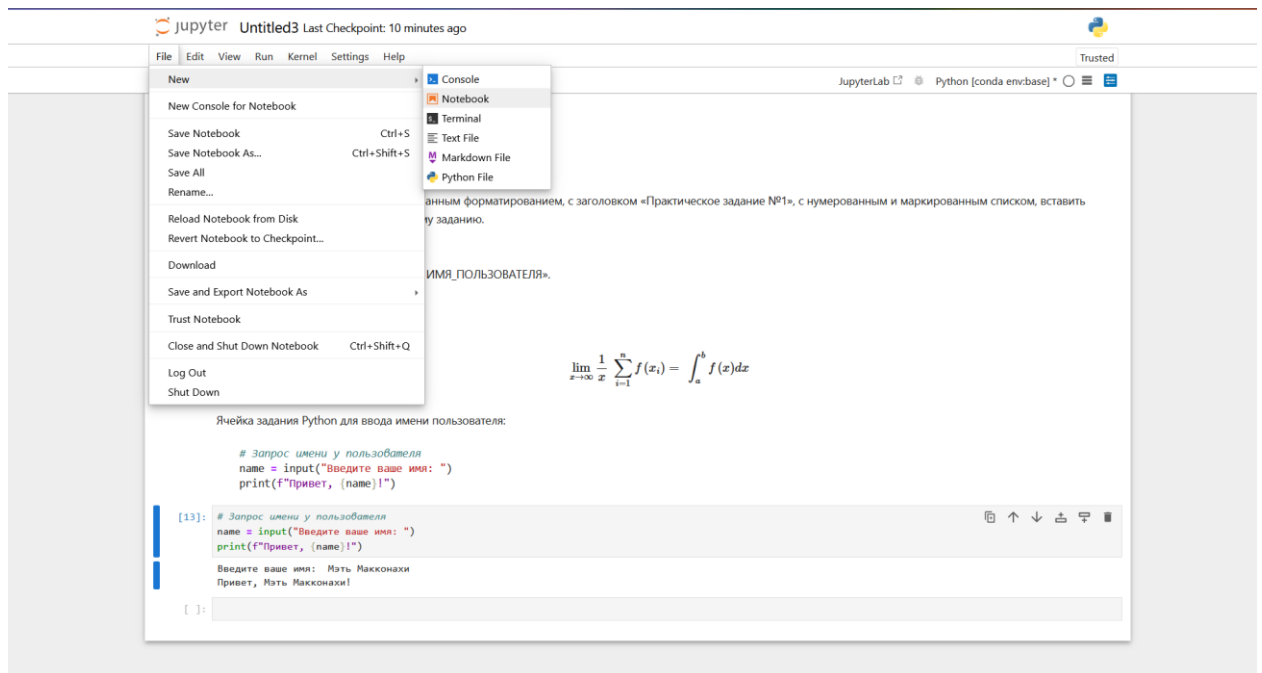 jupyter Untitled3 Last Checkpoint: 10 minutes ago
File Edit View Run Kernel Settings Help
Trusted
JupyterLab Python [conda env:base] *
New
New Console for Notebook
Save Notebook Ctrl+S
Save Notebook As... Ctrl+Shift+S
Save All
Rename...
Reload Notebook from Disk
Revert Notebook to Checkpoint...
Download
Save and Export Notebook As
Trust Notebook
Close and Shut Down Notebook Ctrl+Shift+Q
Log Out
Shut Down
Console
Notebook
Terminal
Text File
Markdown File
Python File
анным форматированием, с заголовком «Практическое задание №1», с нумерованным и маркированным списком, вставить
у заданию.
ИМЯ_ПОЛЬЗОВАТЕЛЯ».
lim x→∞ 1/x ∑ i=1 n f(xᵢ) = ∫ a b f(x)dx
Ячейка задания Python для ввода имени пользователя:
# Запрос имени у пользователя
name = input("Введите ваше имя: ")
print(f"Привет, {name}!")
[13]: # Запрос имени у пользователя
name = input("Введите ваше имя: ")
print(f"Привет, {name}!")
Введите ваше имя: Мэть Макконахи
Привет, Мэть Макконахи!
[ ]: